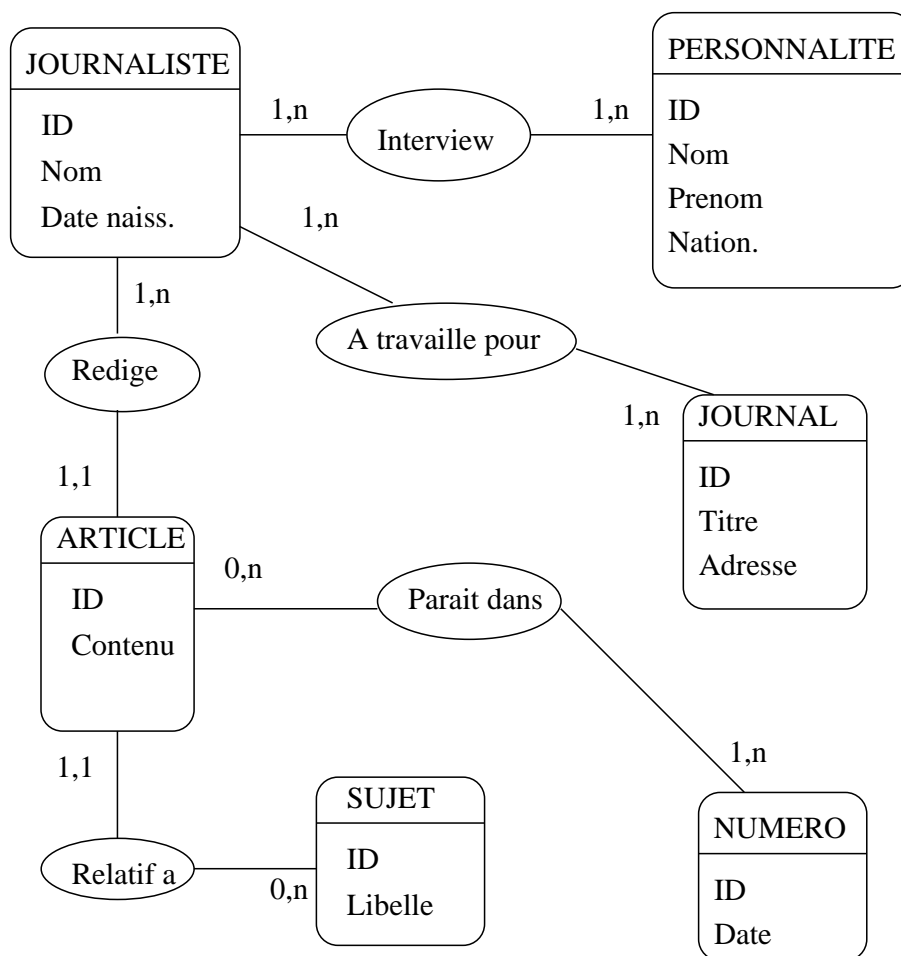 JOURNALISTE
ID
Nom
Date naiss.
1,n
Interview
1,n
PERSONNALITE
ID
Nom
Prenom
Nation.
1,n
A travaille pour
1,n
JOURNAL
ID
Titre
Adresse
1,n
Redige
1,1
ARTICLE
ID
Contenu
0,n
Parait dans
1,n
NUMERO
ID
Date
1,1
Relatif a
0,n
SUJET
ID
Libelle